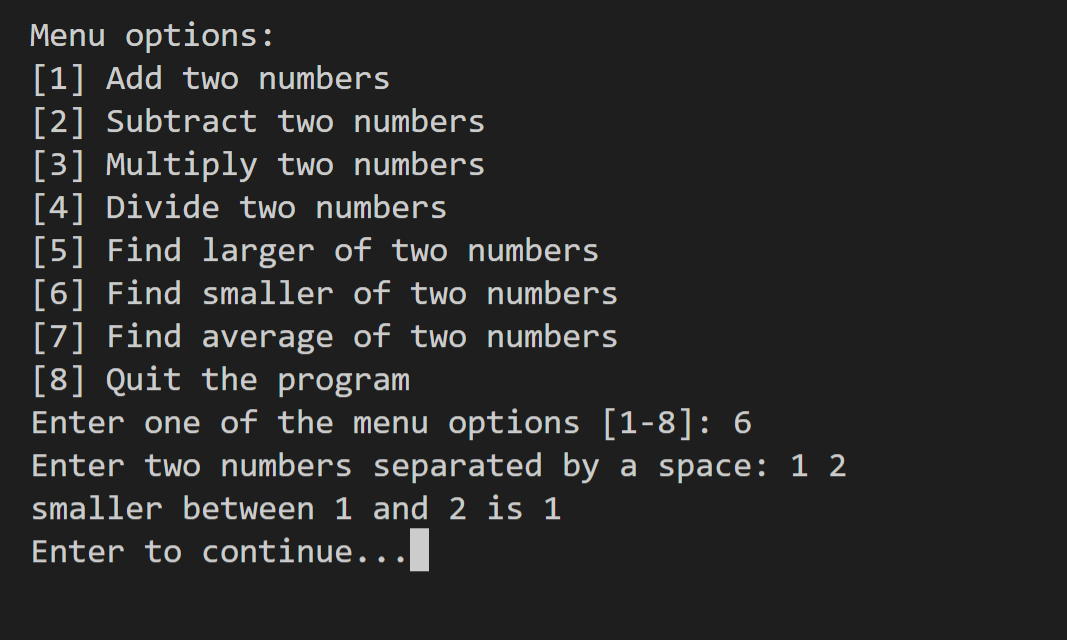 Menu options:
[1] Add two numbers
[2] Subtract two numbers
[3] Multiply two numbers
[4] Divide two numbers
[5] Find larger of two numbers
[6] Find smaller of two numbers
[7] Find average of two numbers
[8] Quit the program
Enter one of the menu options [1-8]: 6
Enter two numbers separated by a space: 1 2
smaller between 1 and 2 is 1
Enter to continue...